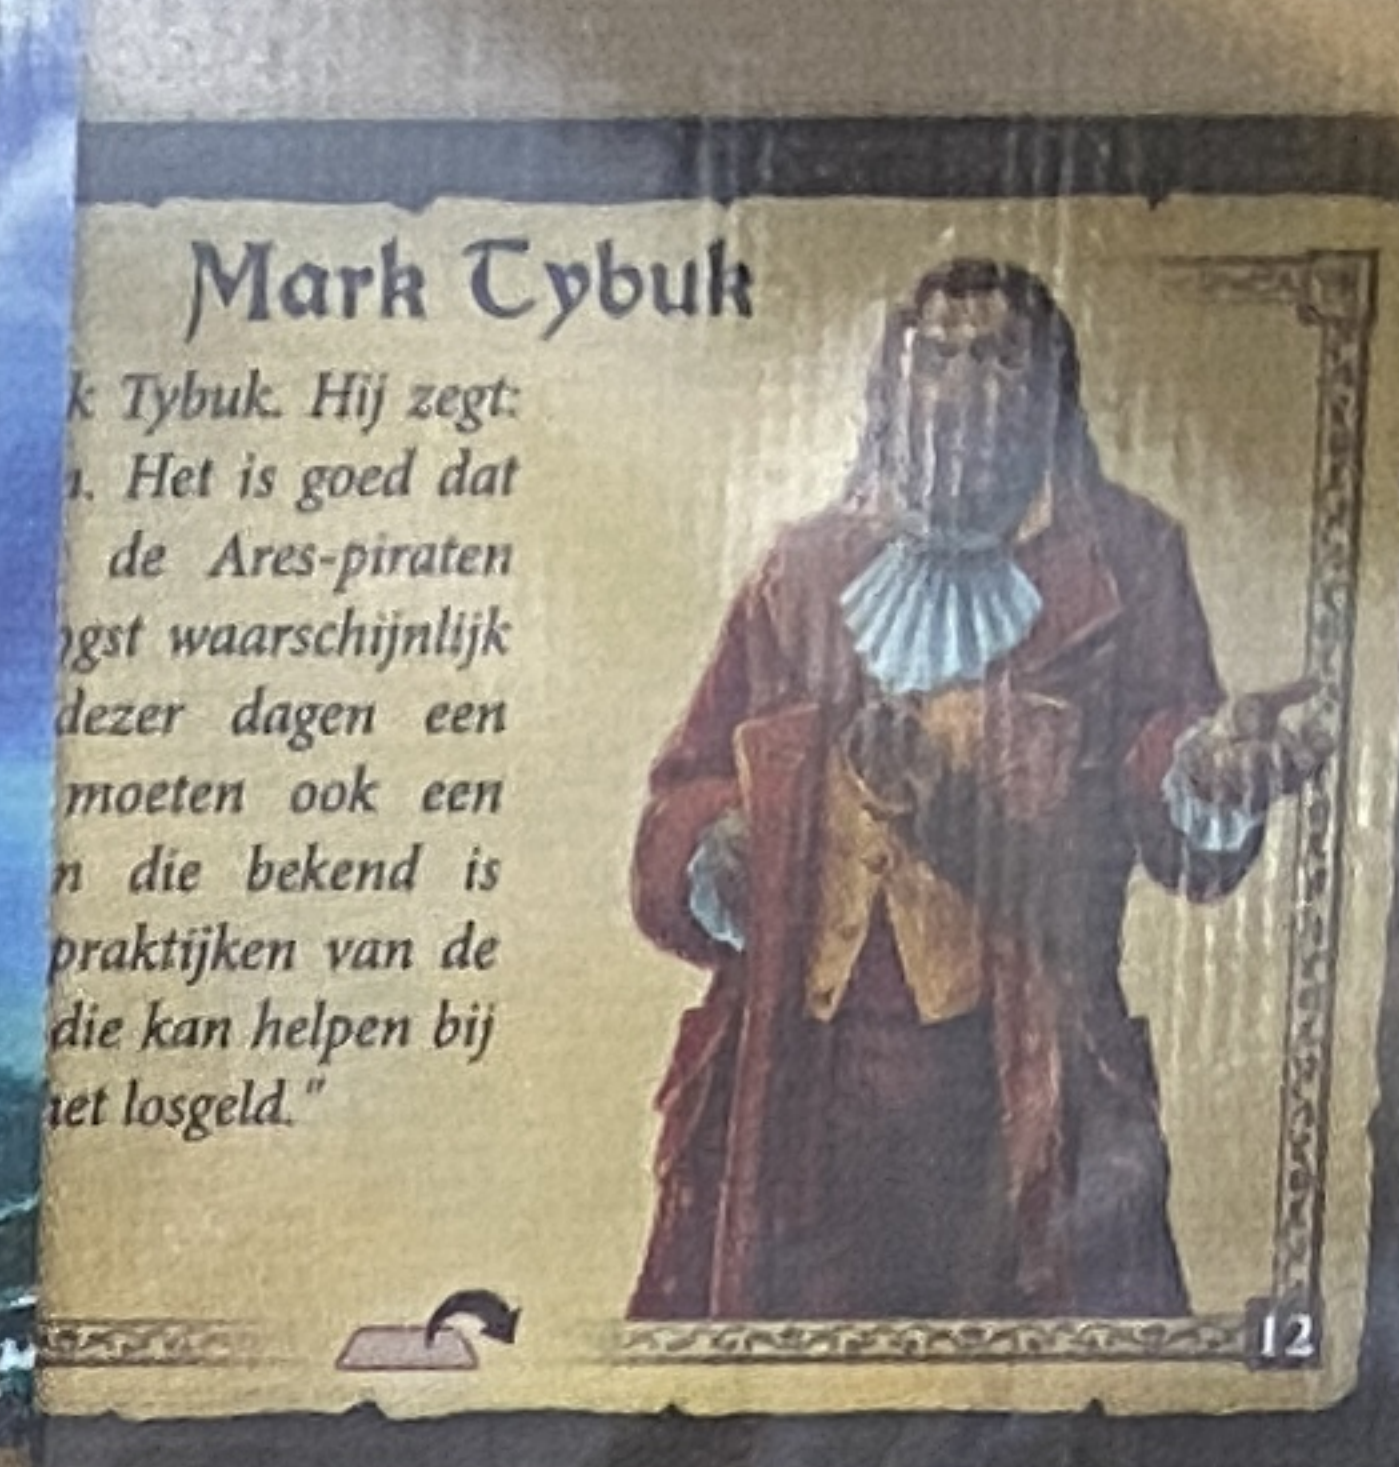 Mark Tybuk
k Tybuk. Hij zegt:
. Het is goed dat
de Ares-piraten
ogst waarschijnlijk
dezer dagen een
moeten ook een
n die bekend is
praktijken van de
die kan helpen bij
et losgeld."
12